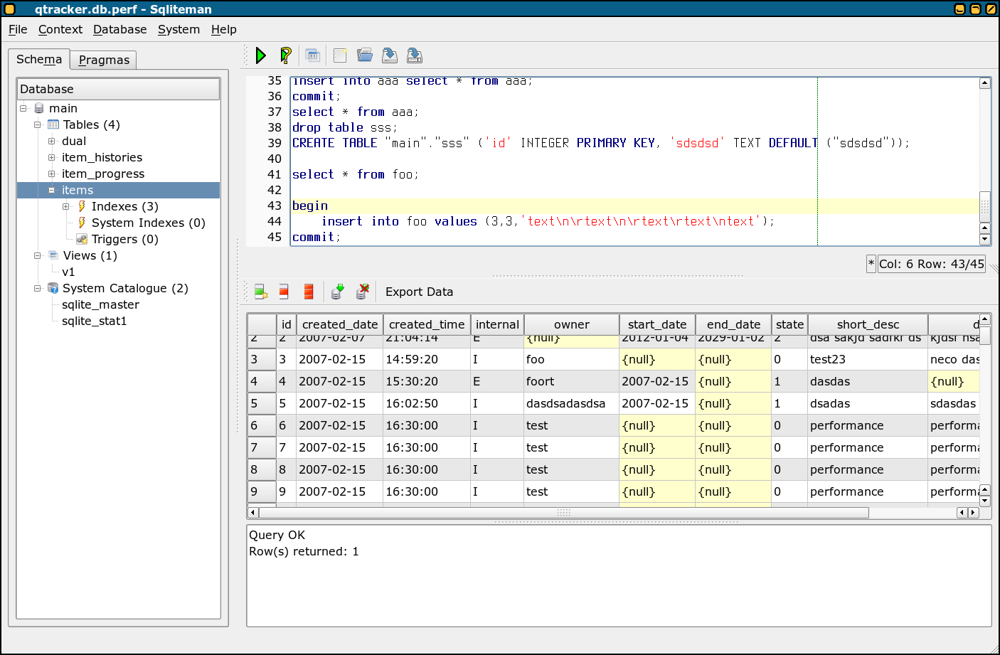 qtracker.db.perf - Sqliteman
File Context Database System Help
Schema Pragmas
Database
main
Tables (4)
dual
item_histories
item_progress
items
Indexes (3)
System Indexes (0)
Triggers (0)
Views (1)
v1
System Catalogue (2)
sqlite_master
sqlite_stat1
35 insert into aaa select * from aaa;
36 commit;
37 select * from aaa;
38 drop table sss;
39 CREATE TABLE "main"."sss" ('id' INTEGER PRIMARY KEY, 'sdsdsd' TEXT DEFAULT ("sdsdsd"));
40
41 select * from foo;
42
43 begin
44 insert into foo values (3,3,'text\n\rtext\n\rtext\rtext\ntext');
45 commit;
* Col: 6 Row: 43/45
Export Data
id created_date created_time internal owner start_date end_date state short_desc d
2 2 2007-02-07 21:04:14 E {null} 2012-01-04 2029-01-02 2 dsa sakjd sadfkf ds kjdsf
3 3 2007-02-15 14:59:20 I foo {null} {null} 0 test23 neco das
4 4 2007-02-15 15:30:20 E foort 2007-02-15 {null} 1 dasdas {null}
5 5 2007-02-15 16:02:50 I dasdsadasdsa 2007-02-15 {null} 1 dsadas sdasdas
6 6 2007-02-15 16:30:00 I test {null} {null} 0 performance performa
7 7 2007-02-15 16:30:00 I test {null} {null} 0 performance performa
8 8 2007-02-15 16:30:00 I test {null} {null} 0 performance performa
9 9 2007-02-15 16:30:00 I test {null} {null} 0 performance performa
Query OK
Row(s) returned: 1